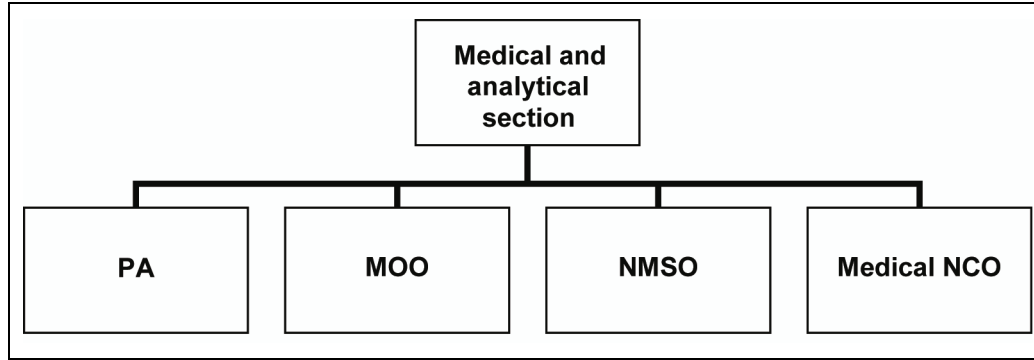 Medical and
analytical
section
PA
MOO
NMSO
Medical NCO